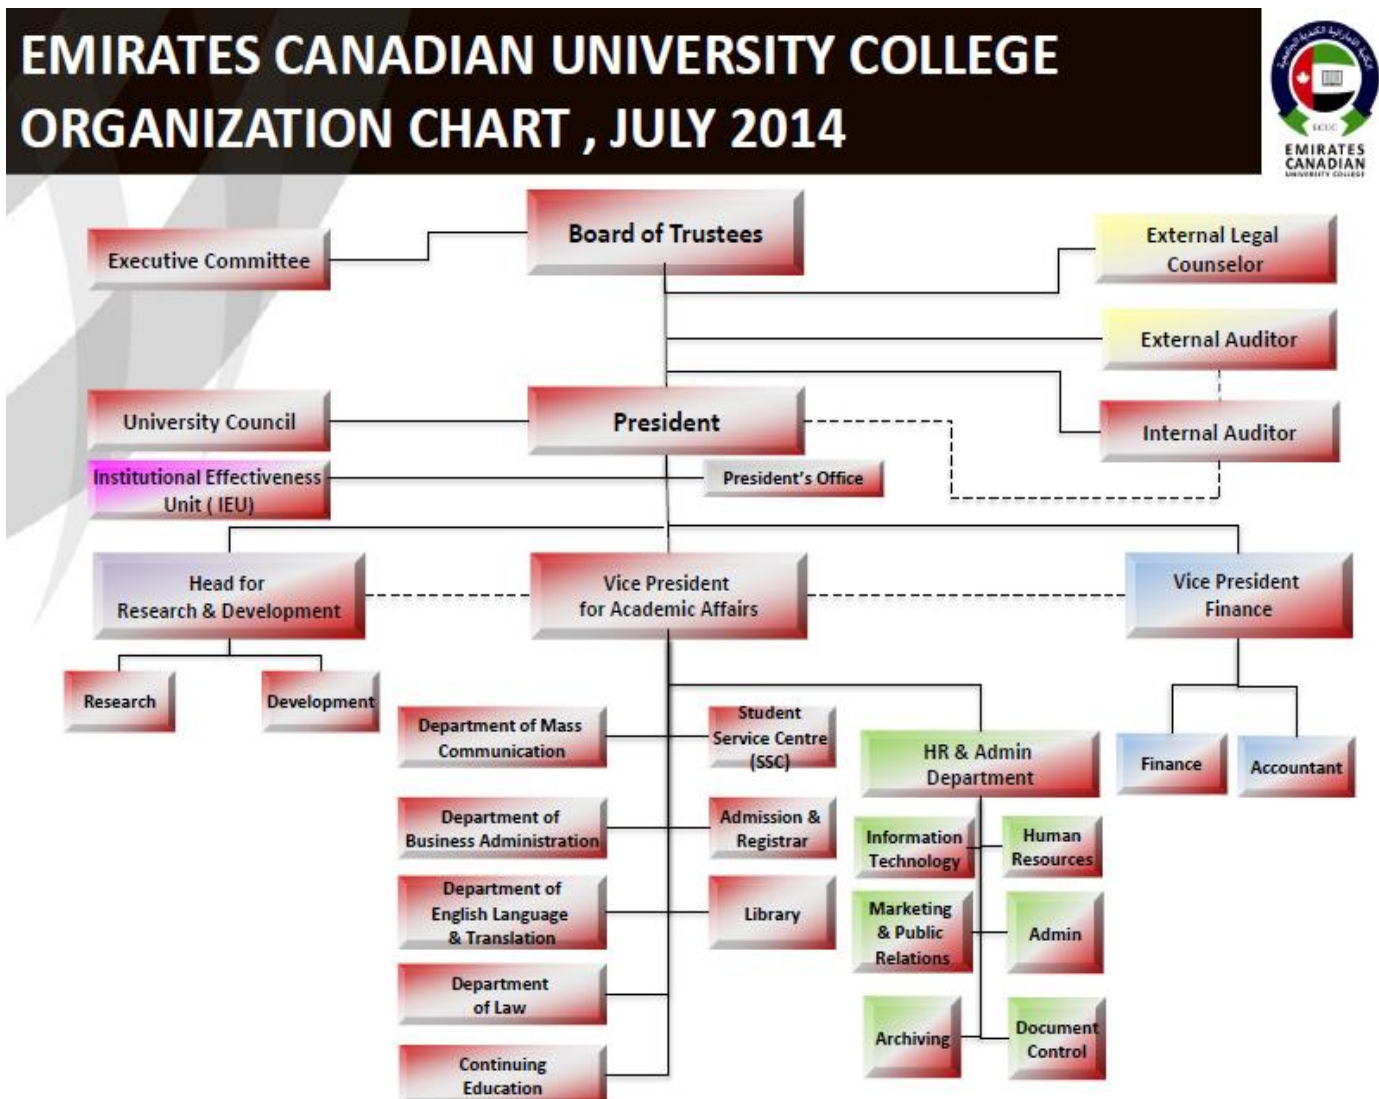 EMIRATES CANADIAN UNIVERSITY COLLEGE
ORGANIZATION CHART , JULY 2014
ECUC
EMIRATES
CANADIAN
UNIVERSITY COLLEGE
Board of Trustees
Executive Committee
External Legal
Counselor
External Auditor
University Council
President
Internal Auditor
Institutional Effectiveness
Unit ( IEU)
President's Office
Head for
Research & Development
Vice President
for Academic Affairs
Vice President
Finance
Research
Development
Department of Mass
Communication
Student
Service Centre
(SSC)
HR & Admin
Department
Finance
Accountant
Department of
Business Administration
Admission &
Registrar
Information
Technology
Human
Resources
Department of
English Language
& Translation
Library
Marketing
& Public
Relations
Admin
Department
of Law
Archiving
Document
Control
Continuing
Education